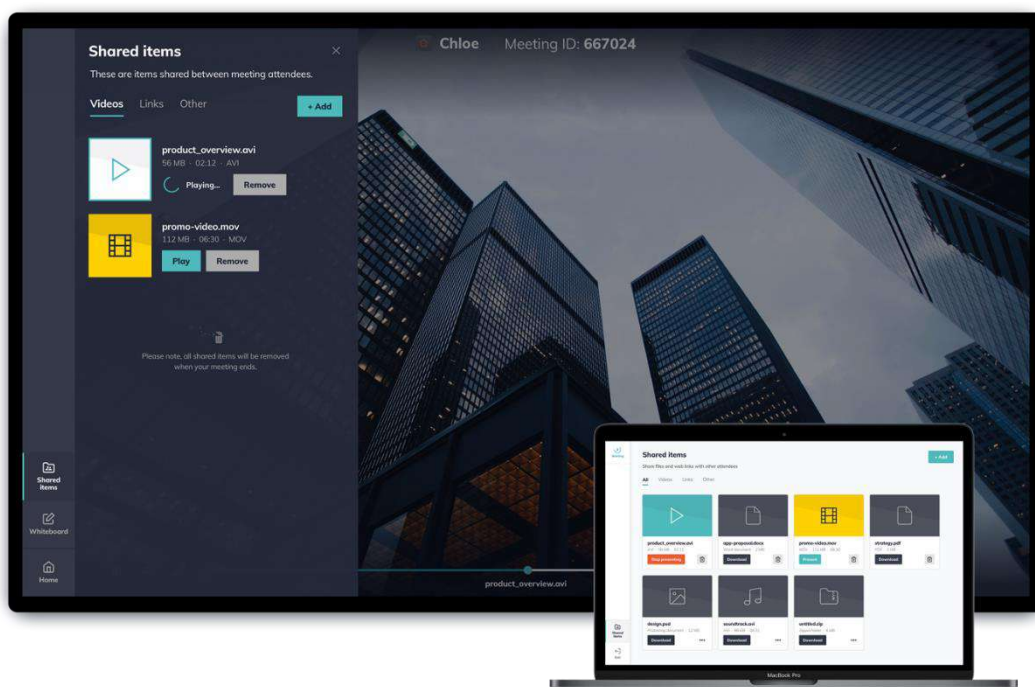 Shared items
These are items shared between meeting attendees.
Videos Links Other + Add
product_overview.avi
56 MB - 02:12 - AVI
Playing... Remove
promo-video.mov
112 MB - 06:30 - MOV
Play Remove
Please note, all shared items will be removed
when your meeting ends.
Shared
items
Whiteboard
Home
Chloe Meeting ID: 667024
product_overview.avi
Shared items
Share files and web links with other attendees
+ Add
All Videos Links Other
product_overview.avi
Stop presenting
app-proposal.docx
Download
promo-video.mov
Present
strategy.pdf
Download
design.psd
Download
soundtrack.avi
Download
untitled.zip
Download
Shared
items
MacBook Pro